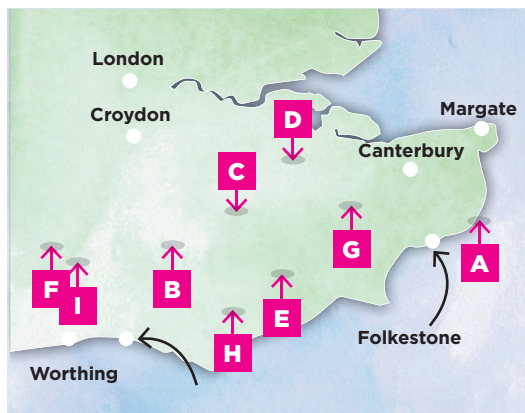 London
Croydon
Margate
D
Canterbury
C
G
A
F
I
B
E
Folkestone
H
Worthing